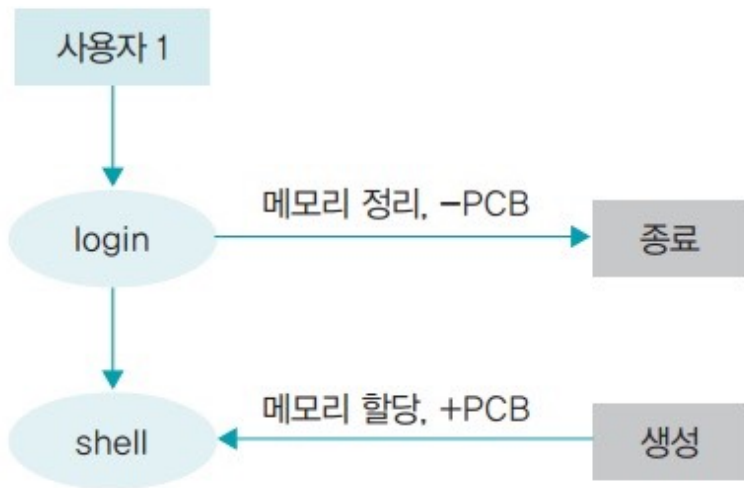 사용자 1
메모리 정리, –PCB
login
종료
메모리 할당, +PCB
shell
생성